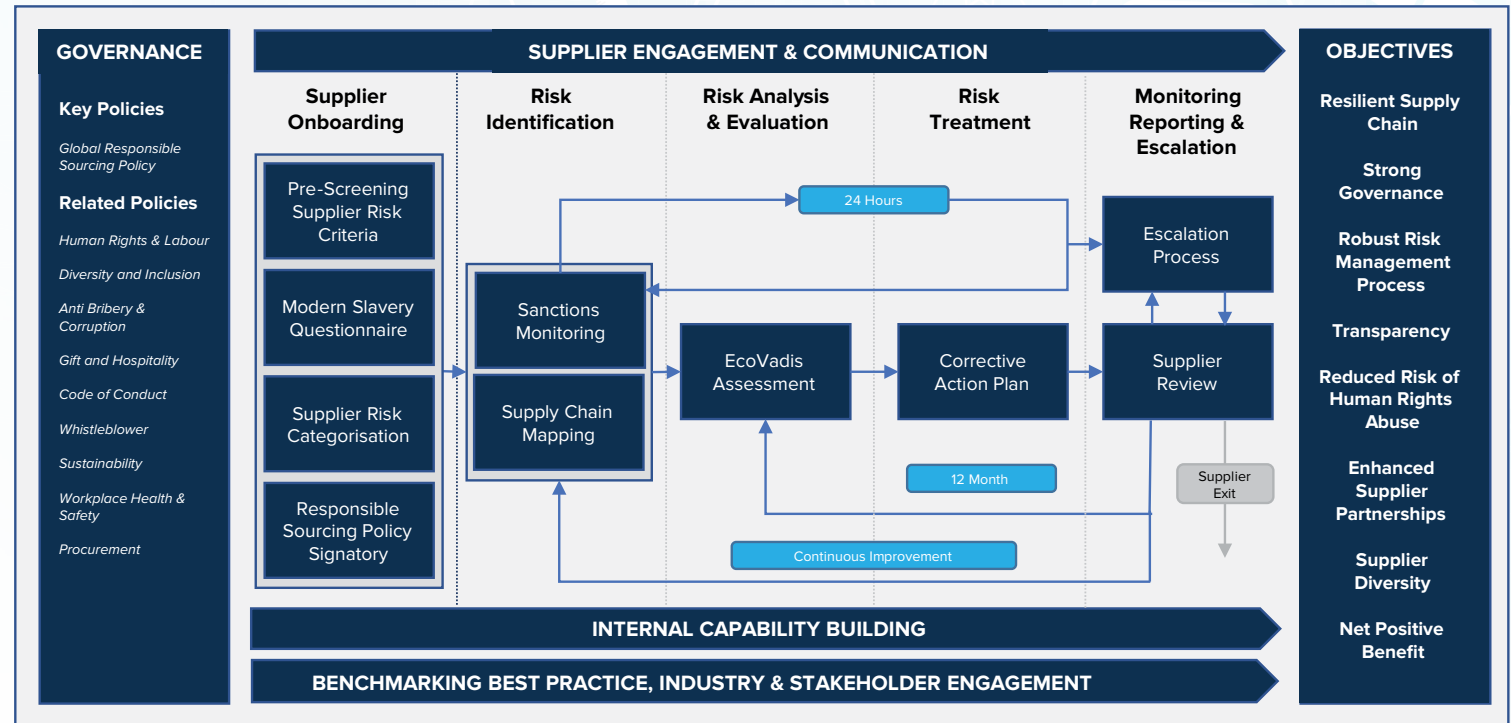 GOVERNANCE
Key Policies
Global Responsible
Sourcing Policy
Related Policies
Human Rights & Labour
Diversity and Inclusion
Anti Bribery &
Corruption
Gift and Hospitality
Code of Conduct
Whistleblower
Sustainability
Workplace Health &
Safety
Procurement
SUPPLIER ENGAGEMENT & COMMUNICATION
Supplier
Onboarding
Pre-Screening
Supplier Risk
Criteria
Modern Slavery
Questionnaire
Supplier Risk
Categorisation
Responsible
Sourcing Policy
Signatory
Risk
Identification
Sanctions
Monitoring
Supply Chain
Mapping
Risk Analysis
& Evaluation
24 Hours
EcoVadis
Assessment
Risk
Treatment
Corrective
Action Plan
12 Month
Continuous Improvement
Monitoring
Reporting &
Escalation
Escalation
Process
Supplier
Review
Supplier
Exit
INTERNAL CAPABILITY BUILDING
BENCHMARKING BEST PRACTICE, INDUSTRY & STAKEHOLDER ENGAGEMENT
OBJECTIVES
Resilient Supply
Chain
Strong
Governance
Robust Risk
Management
Process
Transparency
Reduced Risk of
Human Rights
Abuse
Enhanced
Supplier
Partnerships
Supplier
Diversity
Net Positive
Benefit